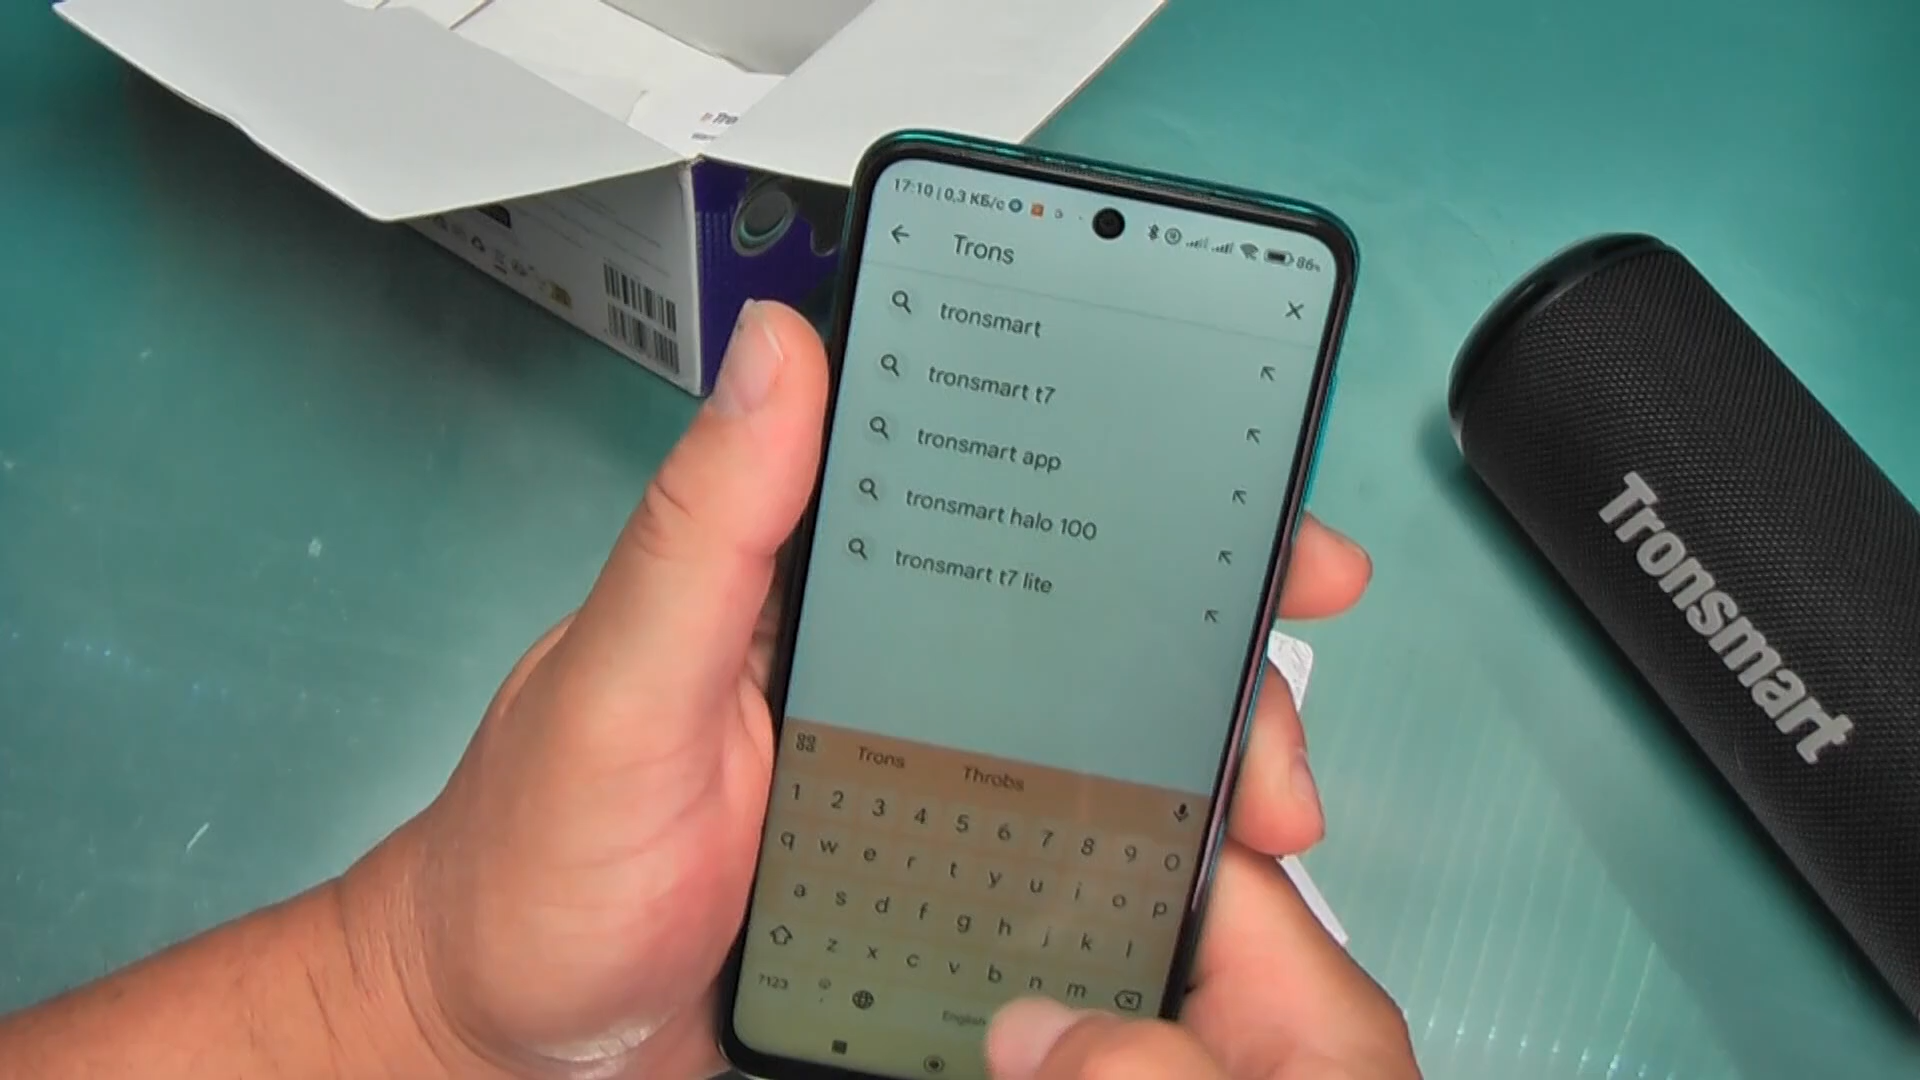 17:10 | 0,3 КБ/с
86%
Trons
tronsmart
tronsmart t7
tronsmart app
tronsmart halo 100
tronsmart t7 lite
Trons Throbs
1 2 3 4 5 6 7 8 9 0
q w e r t y u i o p
a s d f g h j k l
z x c v b n m
?123 English
Tronsmart